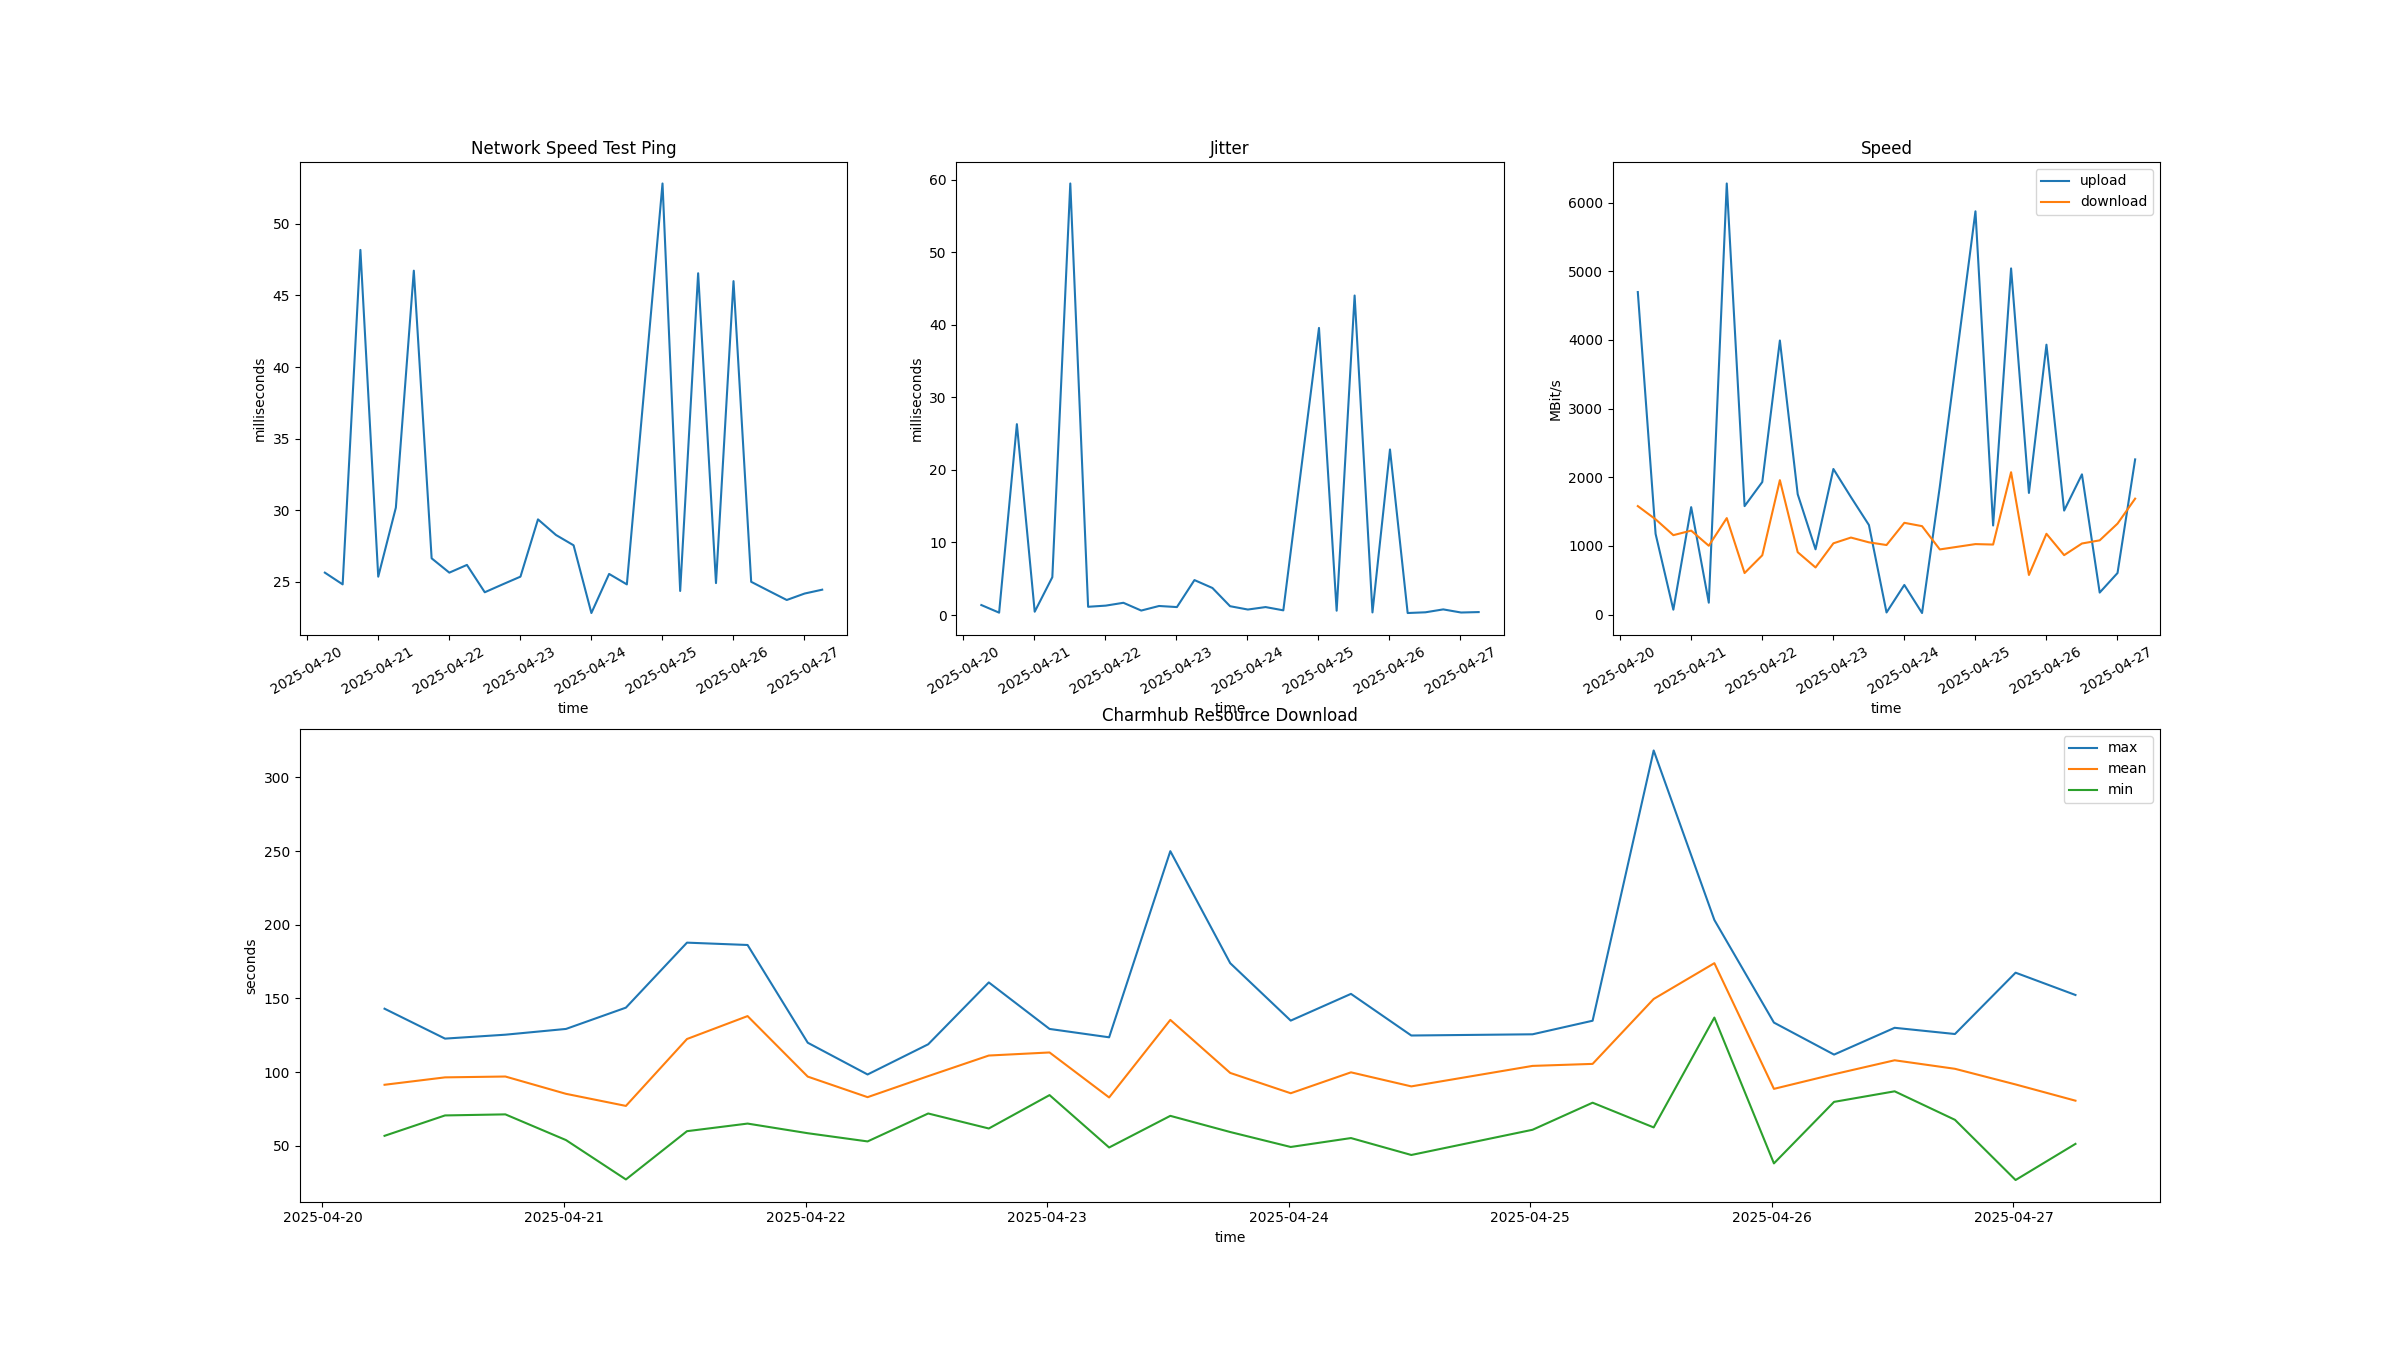 Network Speed Test Ping
milliseconds
50
45
40
35
30
25
2025-04-20 2025-04-21 2025-04-22 2025-04-23 2025-04-24 2025-04-25 2025-04-26 2025-04-27
time
Jitter
milliseconds
60
50
40
30
20
10
0
2025-04-20 2025-04-21 2025-04-22 2025-04-23 2025-04-24 2025-04-25 2025-04-26 2025-04-27
time
Speed
upload
download
MBit/s
6000
5000
4000
3000
2000
1000
0
2025-04-20 2025-04-21 2025-04-22 2025-04-23 2025-04-24 2025-04-25 2025-04-26 2025-04-27
time
Charmhub Resource Download
max
mean
min
seconds
300
250
200
150
100
50
2025-04-20 2025-04-21 2025-04-22 2025-04-23 2025-04-24 2025-04-25 2025-04-26 2025-04-27
time